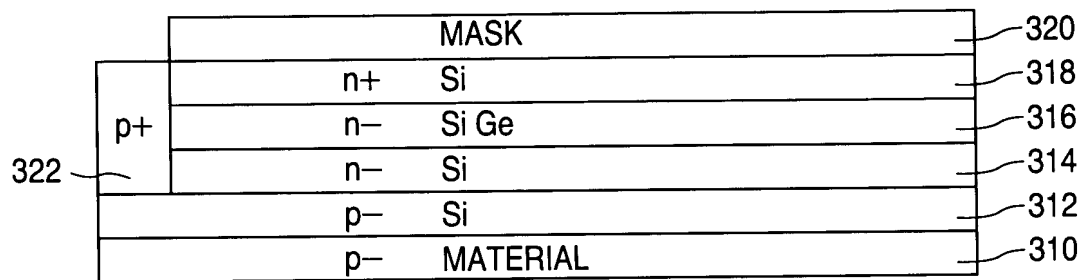 MASK 320
n+ Si 318
p+ n− Si Ge 316
322 n− Si 314
p− Si 312
p− MATERIAL 310